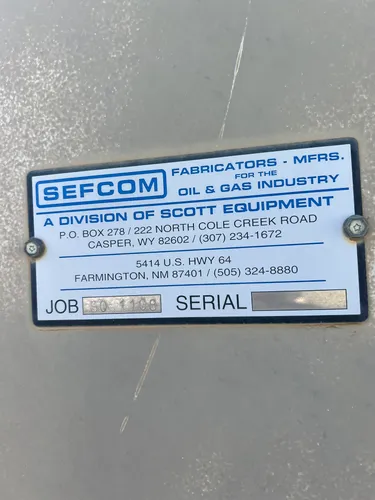 SEFCOM
FABRICATORS - MFRS.
FOR THE
OIL & GAS INDUSTRY
A DIVISION OF SCOTT EQUIPMENT
P.O. BOX 278 / 222 NORTH COLE CREEK ROAD
CASPER, WY 82602 / (307) 234-1672
5414 U.S. HWY 64
FARMINGTON, NM 87401 / (505) 324-8880
JOB SERIAL